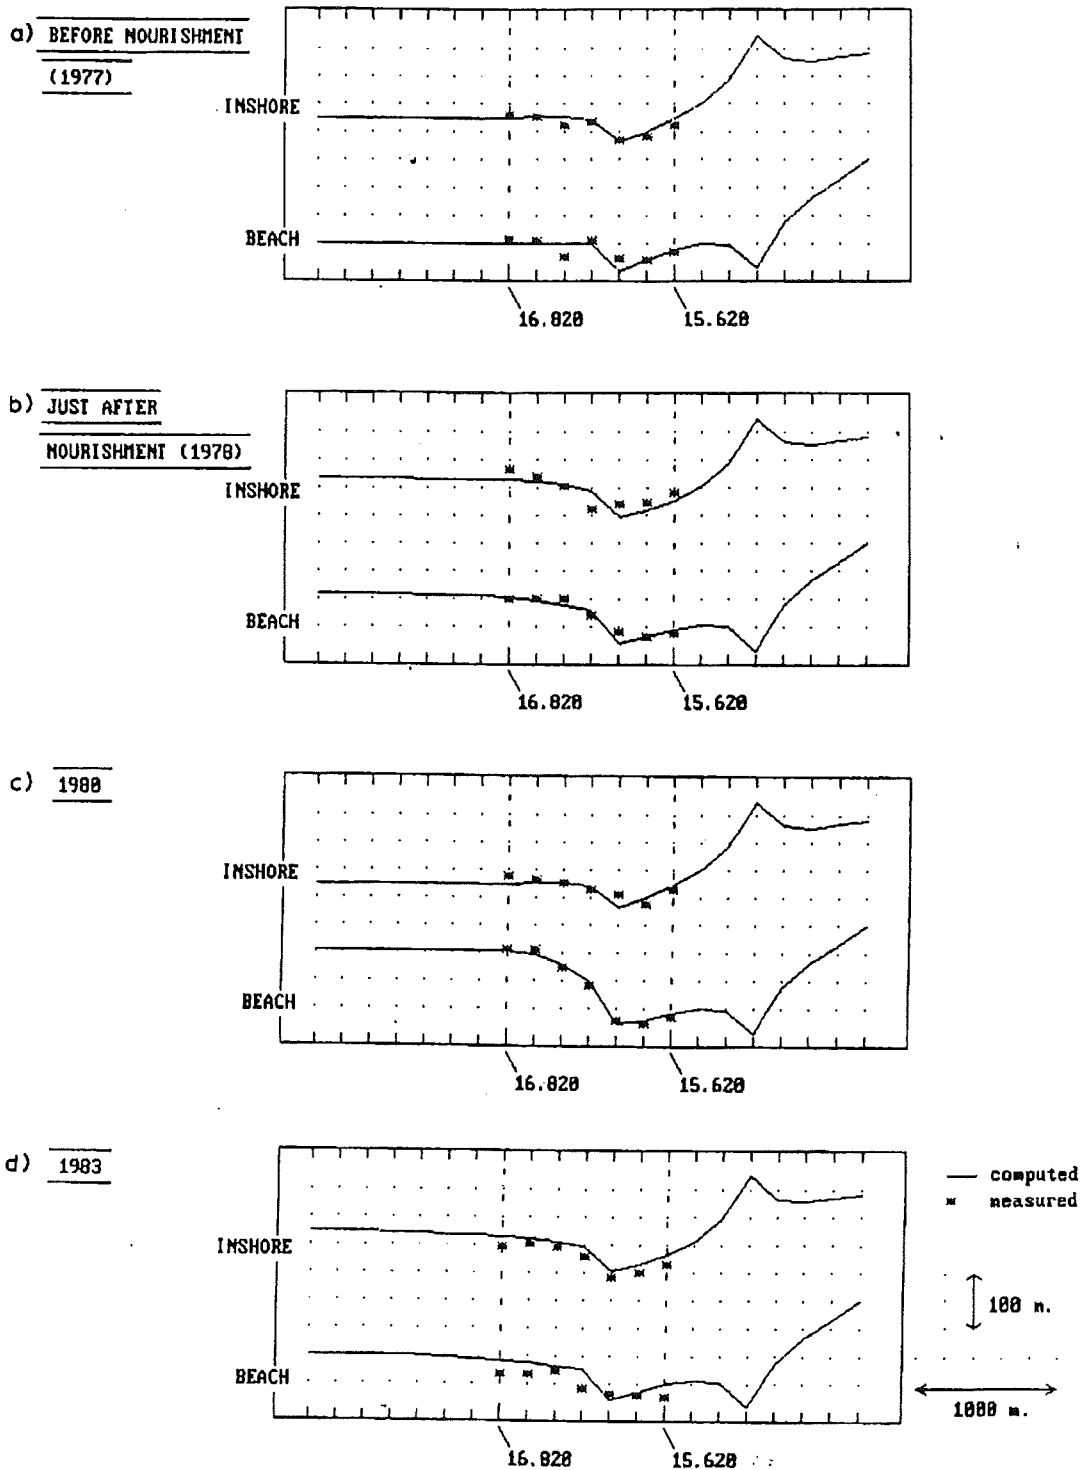 a) BEFORE NOURISHMENT
(1977)
INSHORE
BEACH
16.820
15.620
b) JUST AFTER
NOURISHMENT (1978)
INSHORE
BEACH
16.820
15.620
c) 1980
INSHORE
BEACH
16.820
15.620
d) 1983
INSHORE
BEACH
16.820
15.620
computed
measured
100 m.
1000 m.